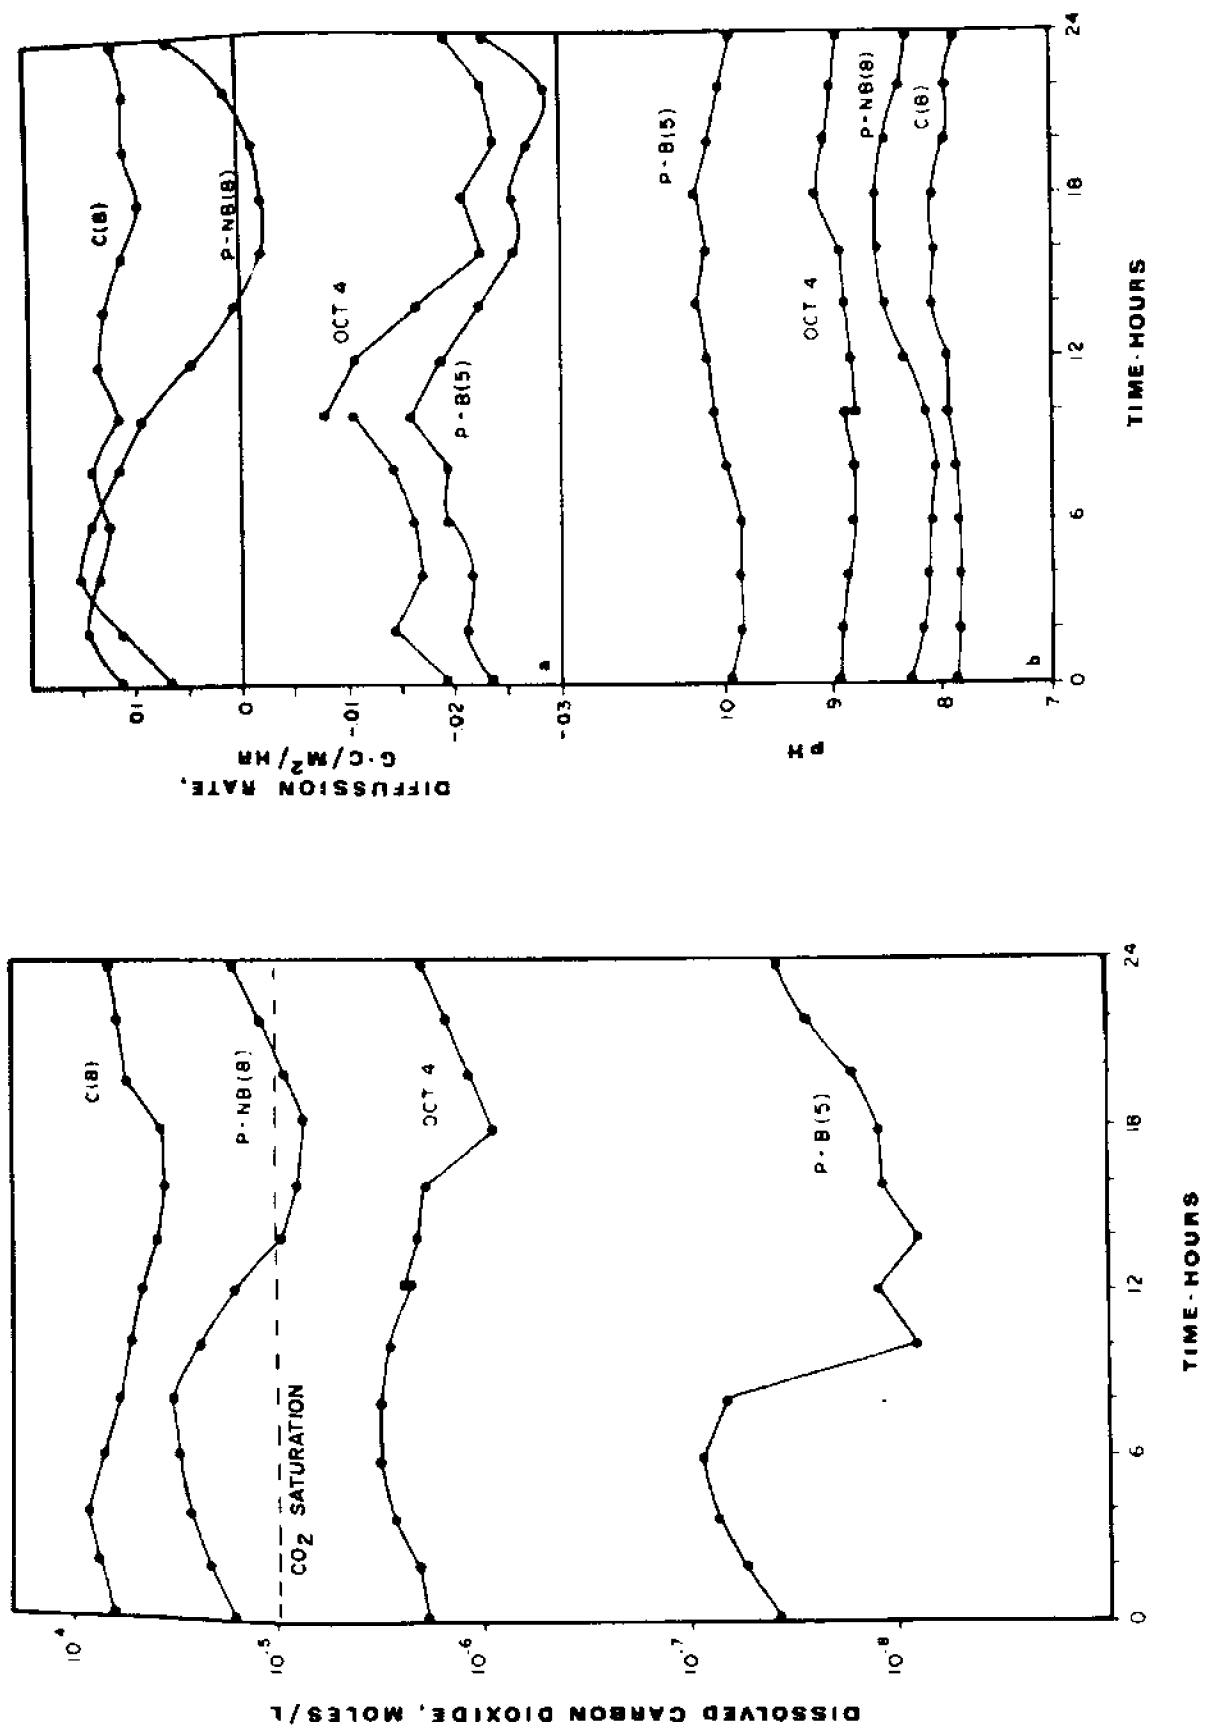 DIFFUSSION RATE,
G·C/M²/HR
.01
0
-.01
-.02
-.03
C(8)
P-NB(8)
OCT 4
P-B(5)
a
pH
10
9
8
7
P-B(5)
OCT 4
P-NB(8)
C(8)
b
0
6
12
18
24
TIME-HOURS
DISSOLVED CARBON DIOXIDE, MOLES/L
10⁻⁴
10⁻⁵
10⁻⁶
10⁻⁷
10⁻⁸
C(8)
P-NB(8)
CO₂ SATURATION
OCT 4
P-B(5)
0
6
12
18
24
TIME-HOURS